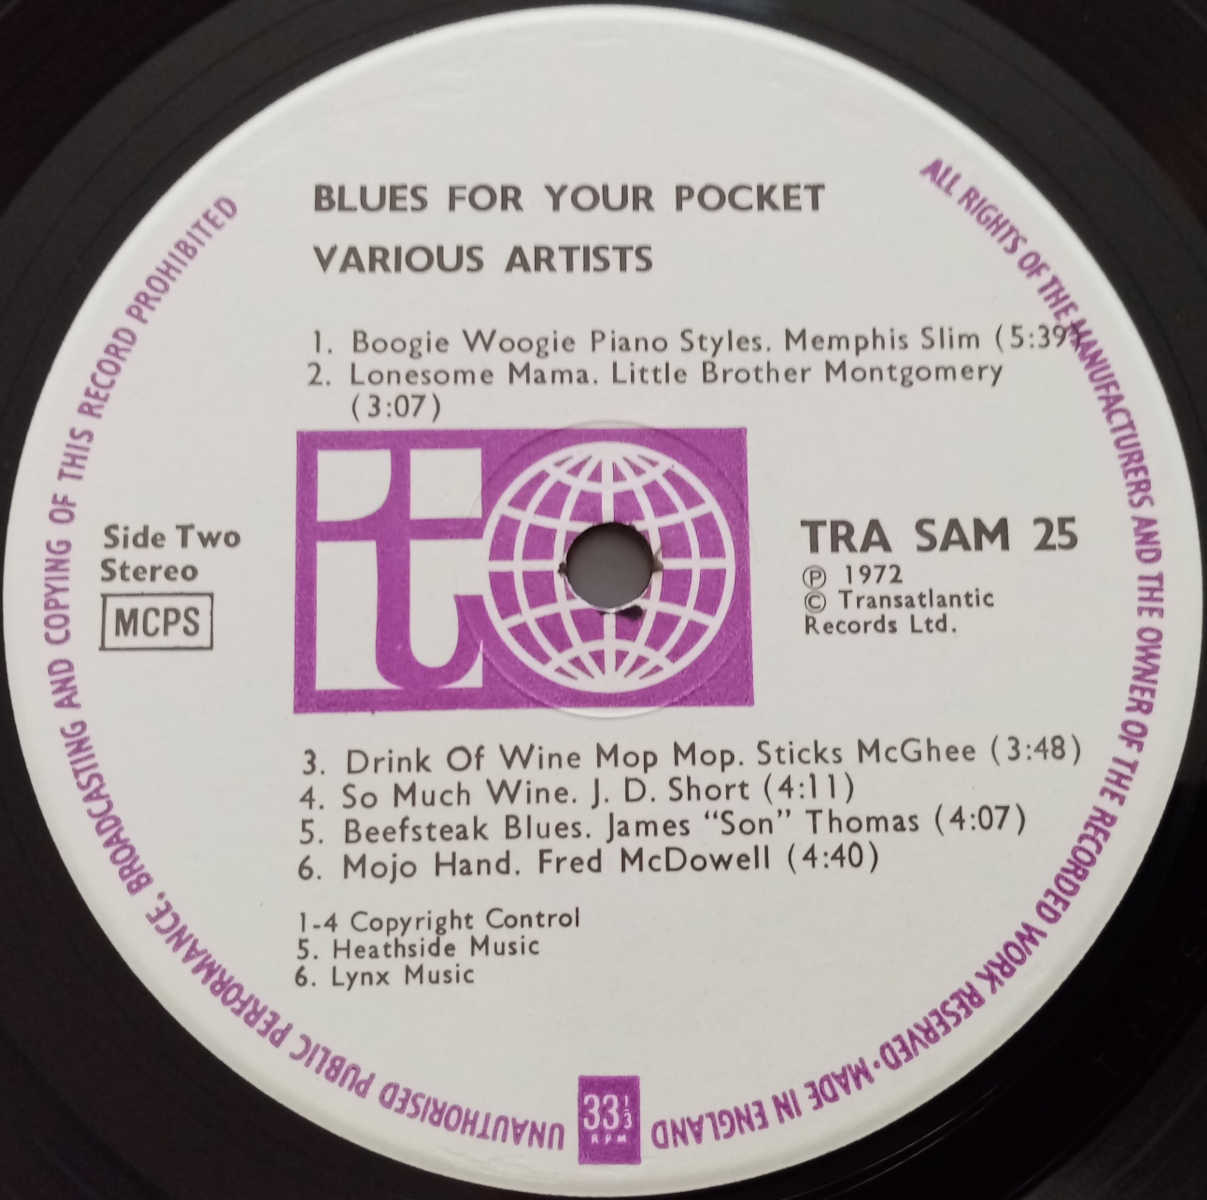 BLUES FOR YOUR POCKET
VARIOUS ARTISTS
1. Boogie Woogie Piano Styles. Memphis Slim (5:39)
2. Lonesome Mama. Little Brother Montgomery
(3:07)
to
Side Two
Stereo
MCPS
TRA SAM 25
℗ 1972
© Transatlantic
Records Ltd.
3. Drink Of Wine Mop Mop. Sticks McGhee (3:48)
4. So Much Wine. J. D. Short (4:11)
5. Beefsteak Blues. James “Son” Thomas (4:07)
6. Mojo Hand. Fred McDowell (4:40)
1-4 Copyright Control
5. Heathside Music
6. Lynx Music
33⅓
RPM
UNAUTHORISED PUBLIC PERFORMANCE, BROADCASTING AND COPYING OF THIS RECORD PROHIBITED
ALL RIGHTS OF THE MANUFACTURERS AND THE OWNER OF THE RECORDED WORK RESERVED·MADE IN ENGLAND